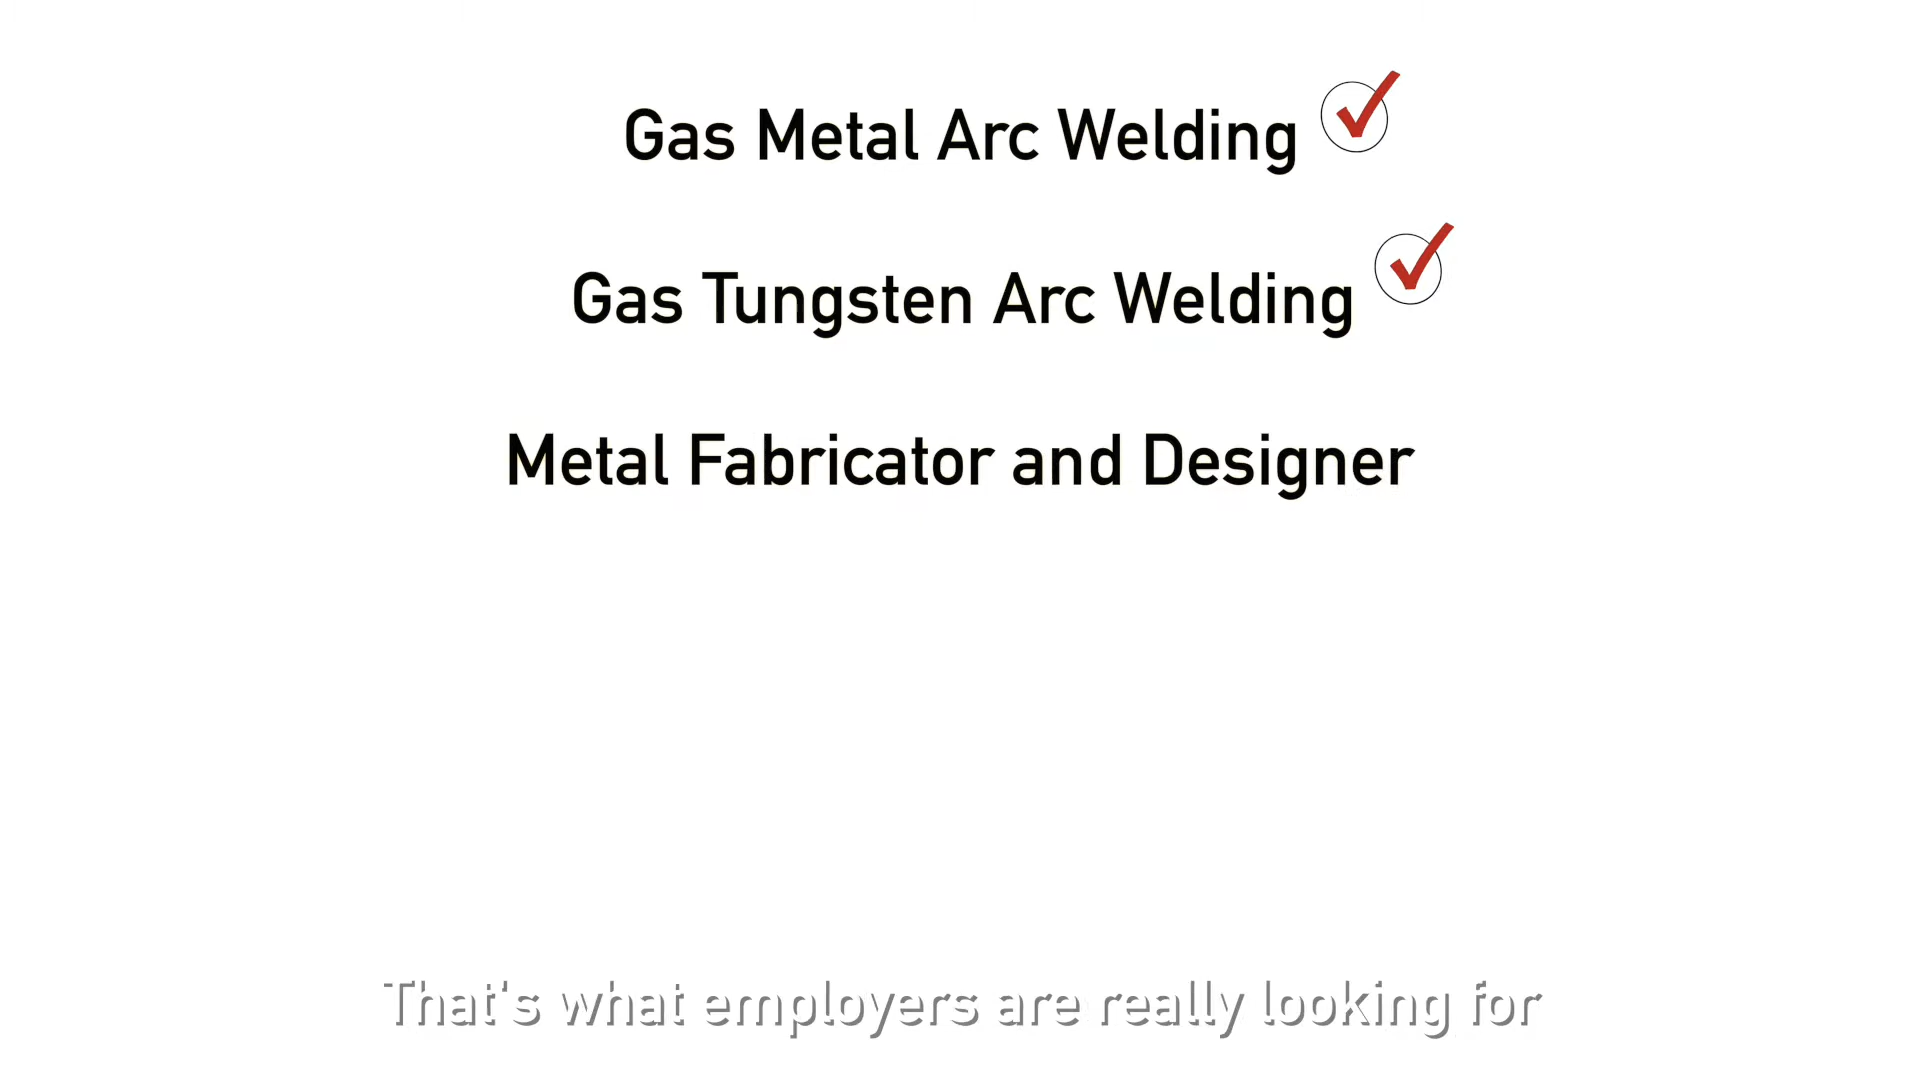 Gas Metal Arc Welding
Gas Tungsten Arc Welding
Metal Fabricator and Designer
That's what employers are really looking for